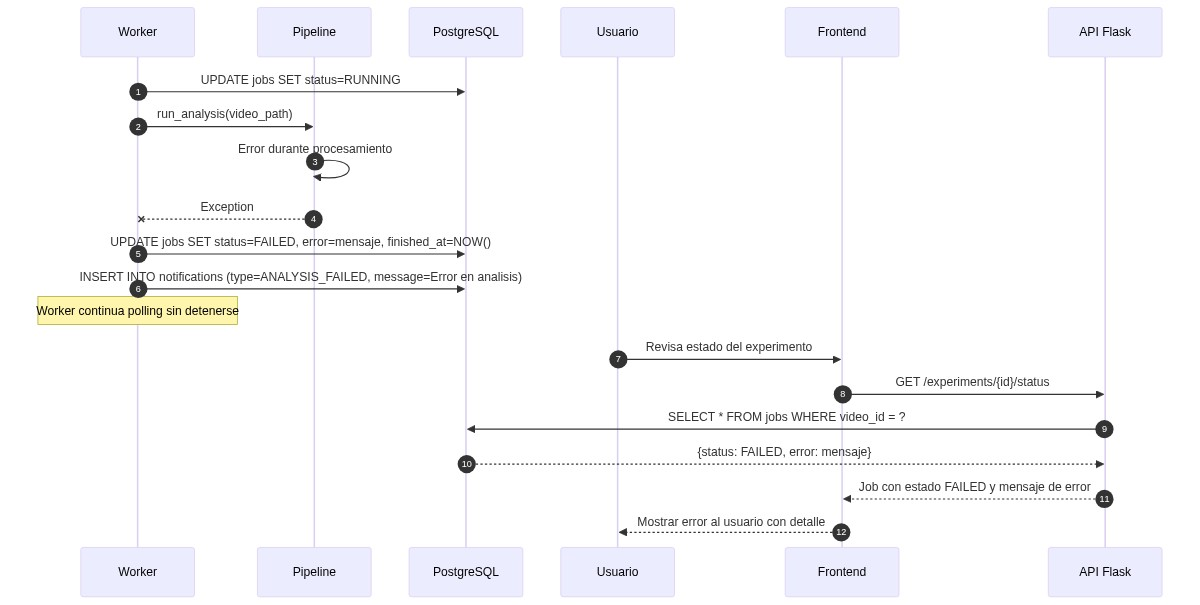 Worker
Pipeline
PostgreSQL
Usuario
Frontend
API Flask
UPDATE jobs SET status=RUNNING
1
run_analysis(video_path)
2
Error durante procesamiento
3
Exception
4
UPDATE jobs SET status=FAILED, error=mensaje, finished_at=NOW()
5
INSERT INTO notifications (type=ANALYSIS_FAILED, message=Error en analisis)
6
Worker continua polling sin detenerse
Revisa estado del experimento
7
GET /experiments/{id}/status
8
SELECT * FROM jobs WHERE video_id = ?
9
{status: FAILED, error: mensaje}
10
Job con estado FAILED y mensaje de error
11
Mostrar error al usuario con detalle
12
Worker
Pipeline
PostgreSQL
Usuario
Frontend
API Flask